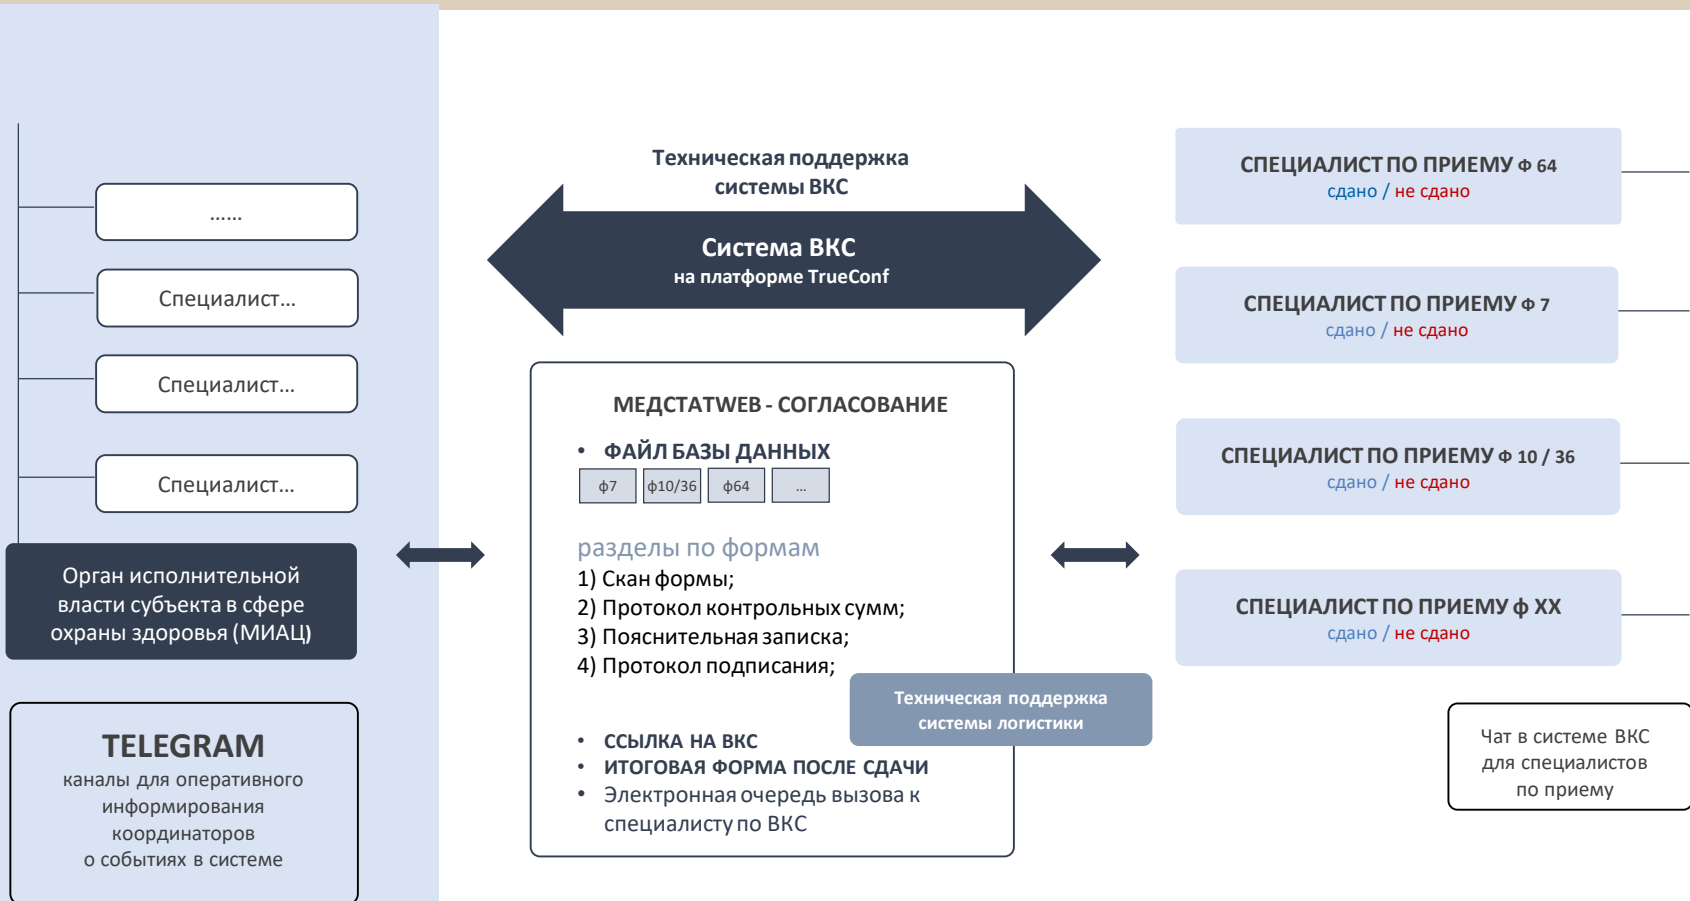 ……
Специалист...
Специалист...
Специалист...
Орган исполнительной
власти субъекта в сфере
охраны здоровья (МИАЦ)
TELEGRAM
каналы для оперативного
информирования
координаторов
о событиях в системе
Техническая поддержка
системы ВКС
Система ВКС
на платформе TrueConf
МЕДСТАТWEB - СОГЛАСОВАНИЕ
• ФАЙЛ БАЗЫ ДАННЫХ
ф7 ф10/36 ф64 ...
разделы по формам
1) Скан формы;
2) Протокол контрольных сумм;
3) Пояснительная записка;
4) Протокол подписания;
Техническая поддержка
системы логистики
• ССЫЛКА НА ВКС
• ИТОГОВАЯ ФОРМА ПОСЛЕ СДАЧИ
• Электронная очередь вызова к
специалисту по ВКС
СПЕЦИАЛИСТ ПО ПРИЕМУ Ф 64
сдано / не сдано
СПЕЦИАЛИСТ ПО ПРИЕМУ Ф 7
сдано / не сдано
СПЕЦИАЛИСТ ПО ПРИЕМУ Ф 10 / 36
сдано / не сдано
СПЕЦИАЛИСТ ПО ПРИЕМУ ф ХХ
сдано / не сдано
Чат в системе ВКС
для специалистов
по приему